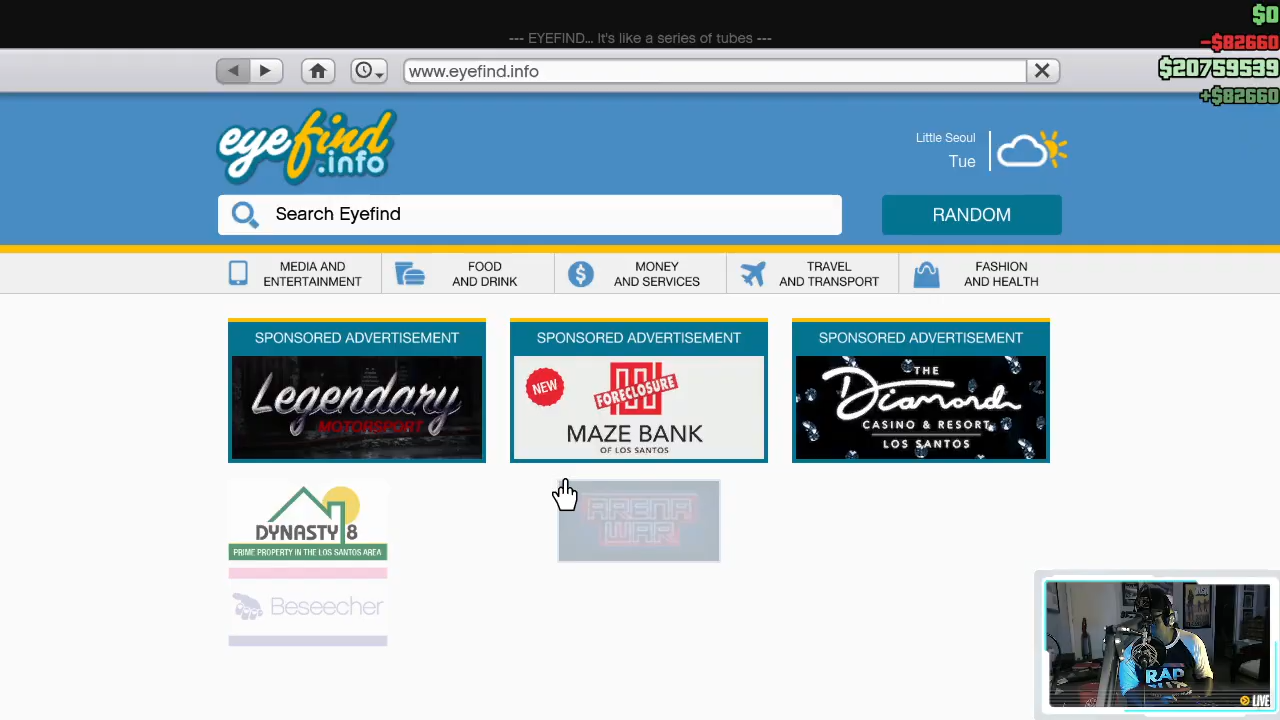 $0
--- EYEFIND... It's like a series of tubes ---
-$82660
$20759539
+$82660
www.eyefind.info
eyefind
.info
Little Seoul
Tue
Search Eyefind
RANDOM
MEDIA AND
ENTERTAINMENT
FOOD
AND DRINK
MONEY
AND SERVICES
TRAVEL
AND TRANSPORT
FASHION
AND HEALTH
SPONSORED ADVERTISEMENT
Legendary
MOTORSPORT
SPONSORED ADVERTISEMENT
NEW
FORECLOSURE
MAZE BANK
OF LOS SANTOS
SPONSORED ADVERTISEMENT
THE
Diamond
CASINO & RESORT
LOS SANTOS
DYNASTY 8
PRIME PROPERTY IN THE LOS SANTOS AREA
ARENA
WAR
Beseecher
RAP
LIVE